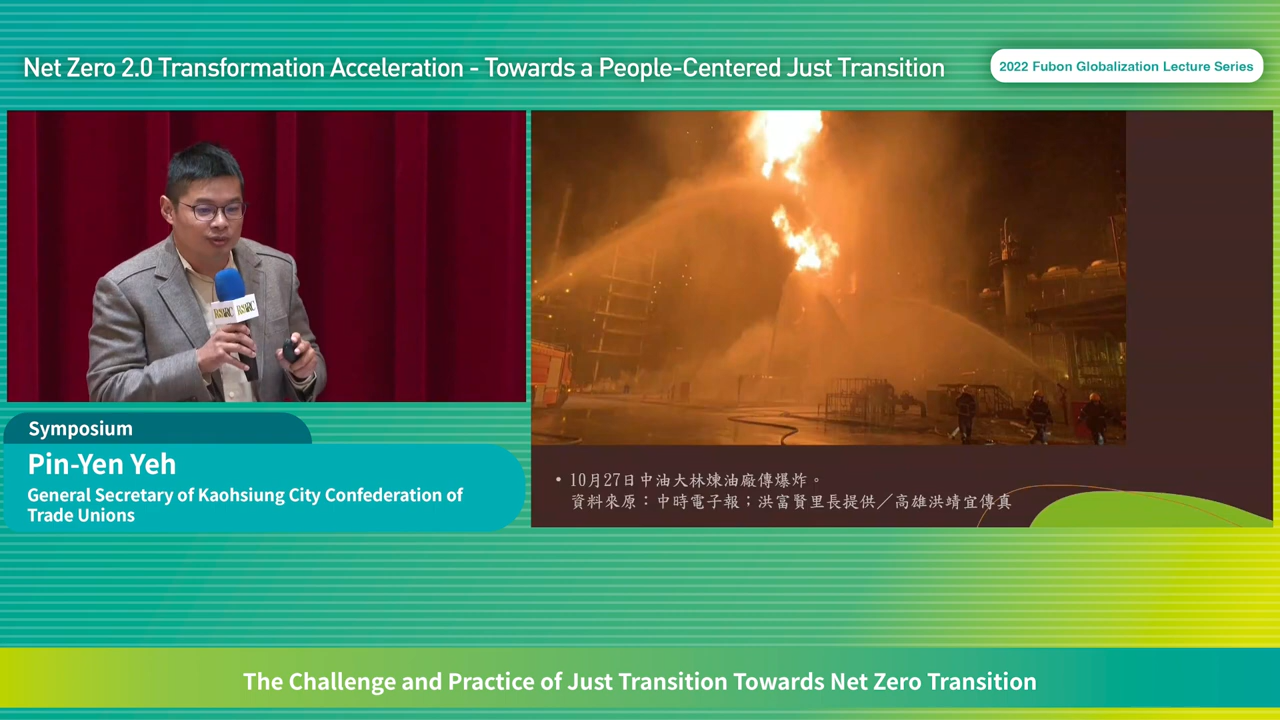 Net Zero 2.0 Transformation Acceleration - Towards a People-Centered Just Transition
2022 Fubon Globalization Lecture Series
Symposium
Pin-Yen Yeh
General Secretary of Kaohsiung City Confederation of
Trade Unions
• 10月27日中油大林煉油廠傳爆炸。
資料來原：中時電子報；洪富賢里長提供／高雄洪靖宜傳真
The Challenge and Practice of Just Transition Towards Net Zero Transition